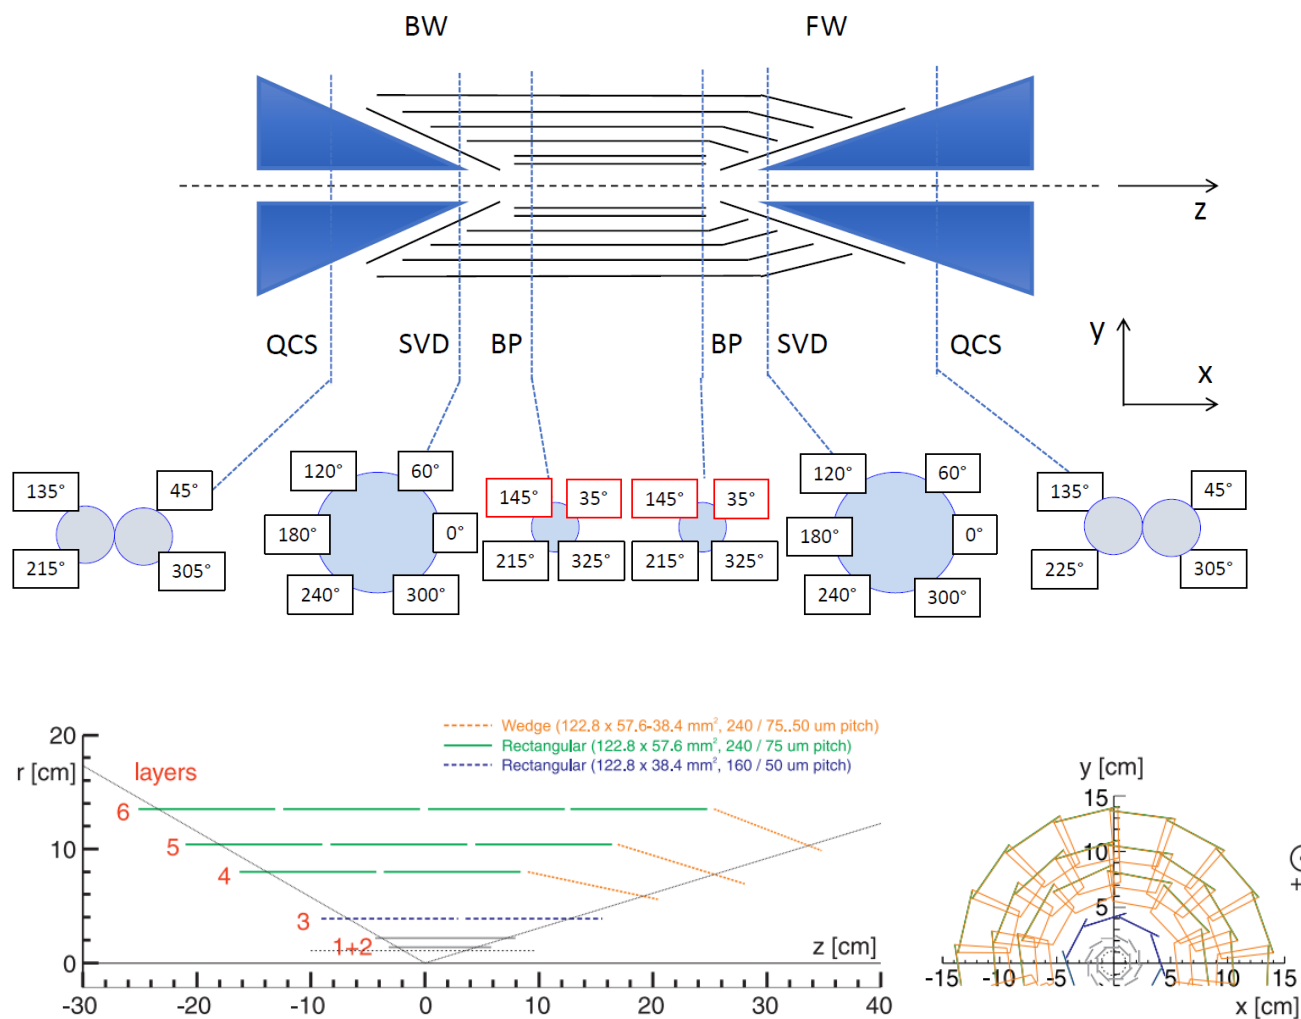 BW FW
z
QCS SVD BP BP SVD QCS
y
x
135° 45° 120° 60° 145° 35° 145° 35° 120° 60° 135° 45°
180° 0° 180° 0°
215° 305° 240° 300° 215° 325° 215° 325° 240° 300° 225° 305°
Wedge (122.8 x 57.6-38.4 mm², 240 / 75..50 um pitch)
Rectangular (122.8 x 57.6 mm², 240 / 75 um pitch)
Rectangular (122.8 x 38.4 mm², 160 / 50 um pitch)
20
r [cm]
layers
6
5
10
4
3
1+2
0
z [cm]
-30 -20 -10 0 10 20 30 40
y [cm]
15
10
5
-15 -10 -5 0 5 10 15
x [cm]
+